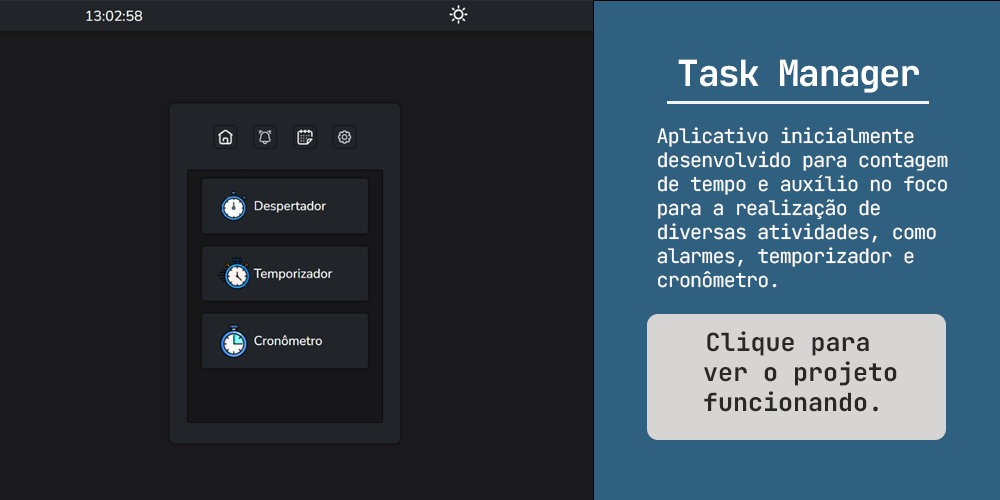 13:02:58
Despertador
Temporizador
Cronômetro
Task Manager
Aplicativo inicialmente
desenvolvido para contagem
de tempo e auxílio no foco
para a realização de
diversas atividades, como
alarmes, temporizador e
cronômetro.
Clique para
ver o projeto
funcionando.